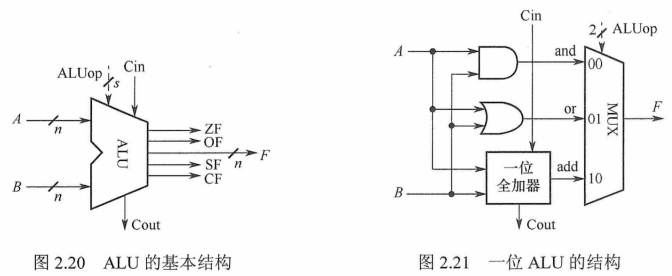 ALUop
s
Cin
A
n
B
n
ALU
ZF
OF
n
F
SF
CF
Cout
图 2.20 ALU 的基本结构
Cin
2
ALUop
A
and
00
or
01
MUX
F
一位
全加器
add
10
B
Cout
图 2.21 一位 ALU 的结构